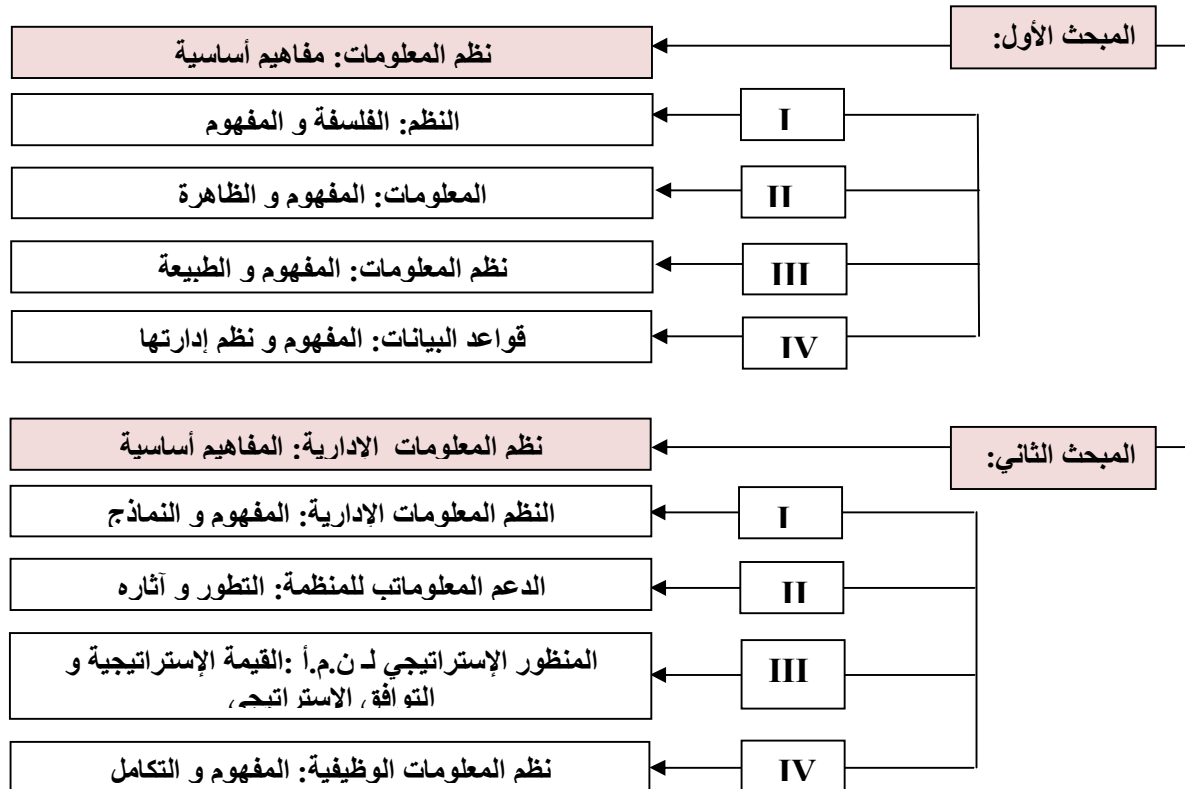 المبحث الأول:
نظم المعلومات: مفاهيم أساسية
I
النظم: الفلسفة و المفهوم
II
المعلومات: المفهوم و الظاهرة
III
نظم المعلومات: المفهوم و الطبيعة
IV
قواعد البيانات: المفهوم و نظم إدارتها
المبحث الثاني:
نظم المعلومات الإدارية: المفاهيم أساسية
I
النظم المعلومات الإدارية: المفهوم و النماذج
II
الدعم المعلوماتب للمنظمة: التطور و آثاره
III
المنظور الإستراتيجي لـ ن.م.أ :القيمة الإستراتيجية و
التوافق الاستراتيجي
IV
نظم المعلومات الوظيفية: المفهوم و التكامل